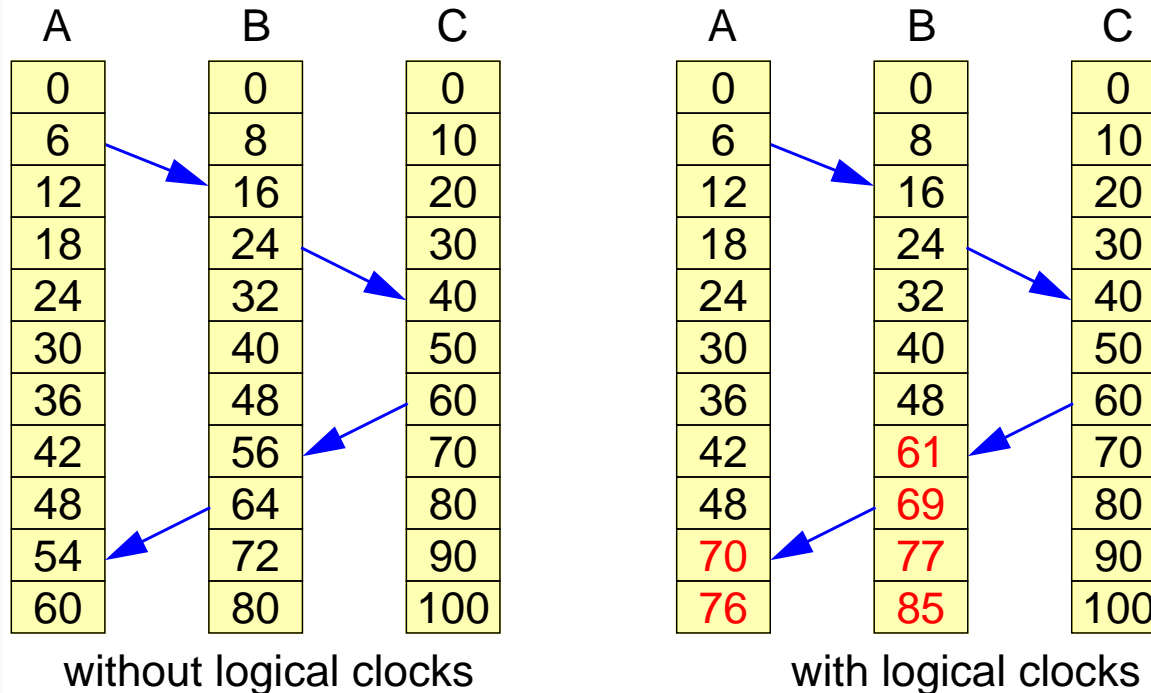 A B C A B C
0 0 0 0 0 0
6 8 10 6 8 10
12 16 20 12 16 20
18 24 30 18 24 30
24 32 40 24 32 40
30 40 50 30 40 50
36 48 60 36 48 60
42 56 70 42 61 70
48 64 80 48 69 80
54 72 90 70 77 90
60 80 100 76 85 100
without logical clocks with logical clocks